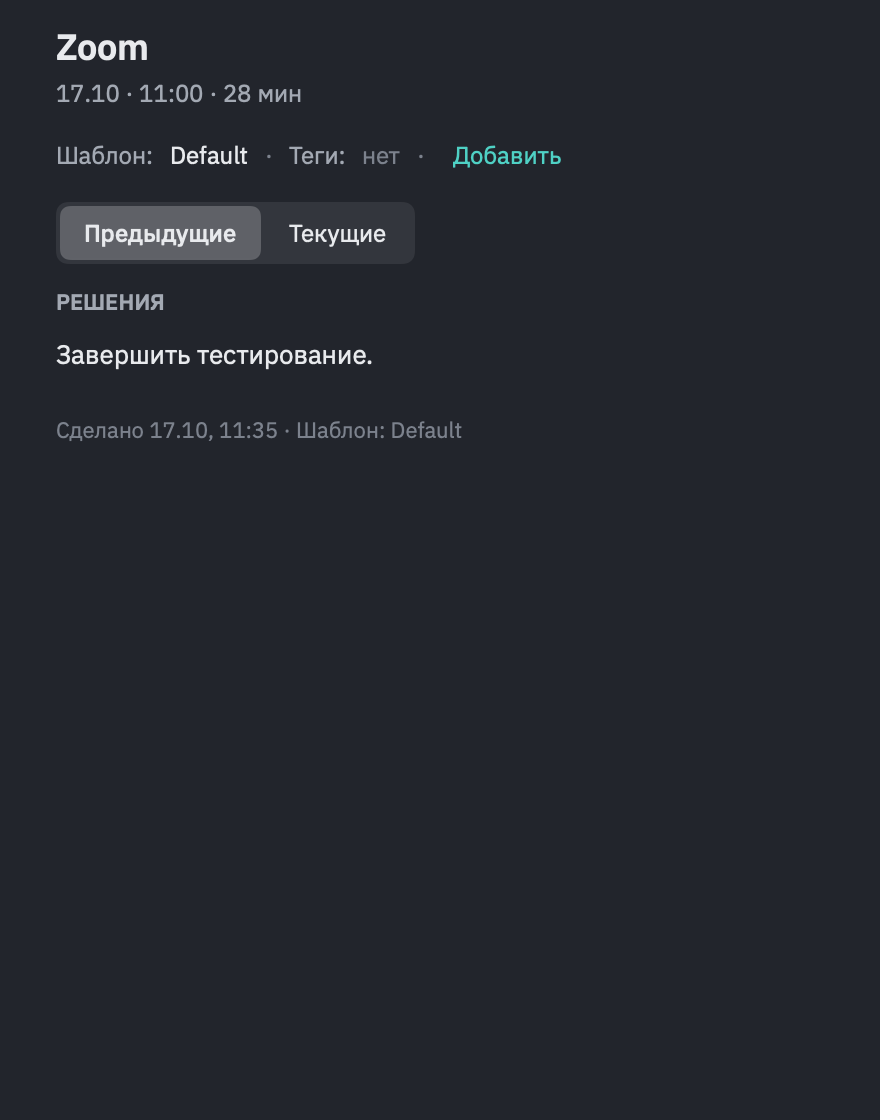 Zoom
17.10 · 11:00 · 28 мин
Шаблон: Default · Теги: нет · Добавить
Предыдущие Текущие
РЕШЕНИЯ
Завершить тестирование.
Сделано 17.10, 11:35 · Шаблон: Default